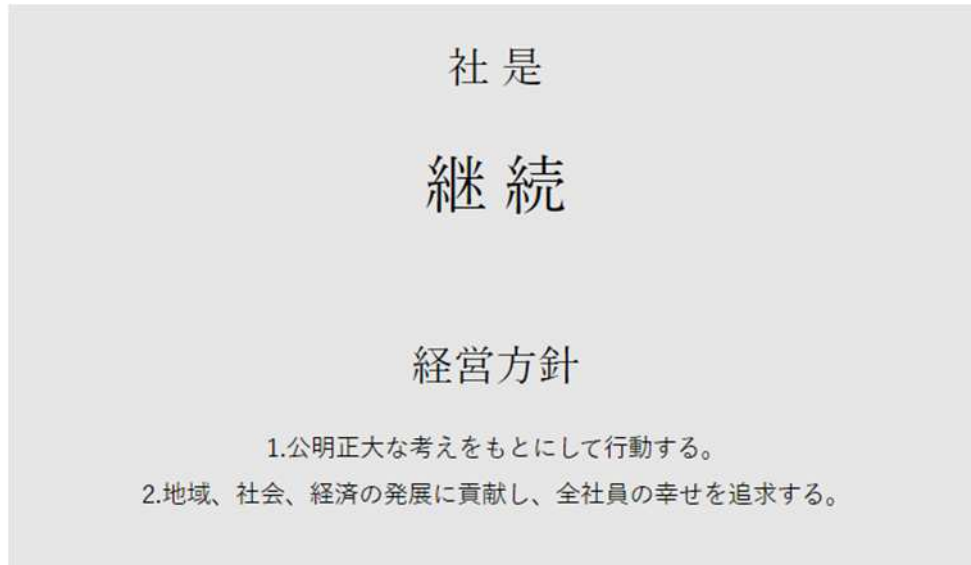 社 是
継 続
経営方針
1.公明正大な考えをもとにして行動する。
2.地域、社会、経済の発展に貢献し、全社員の幸せを追求する。